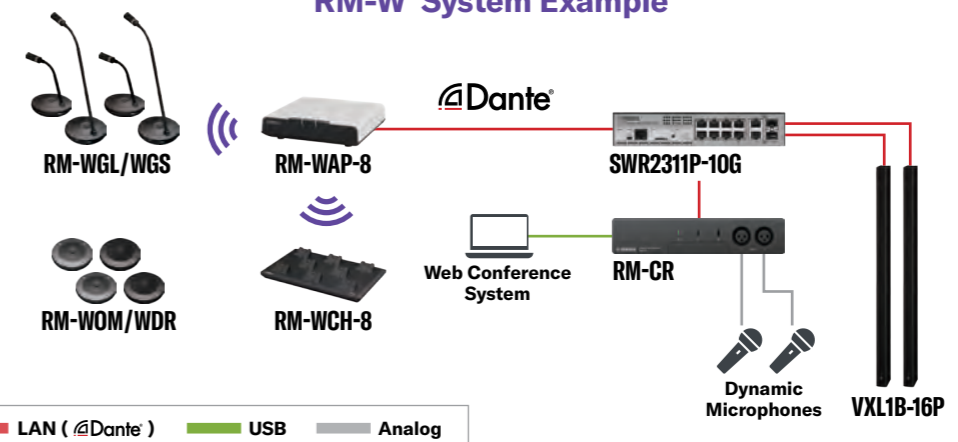 RM-W System Example
Dante
RM-WGL/WGS
RM-WAP-8
SWR2311P-10G
Web Conference
System
RM-CR
RM-WOM/WDR
RM-WCH-8
Dynamic
Microphones
VXL1B-16P
LAN ( Dante )
USB
Analog